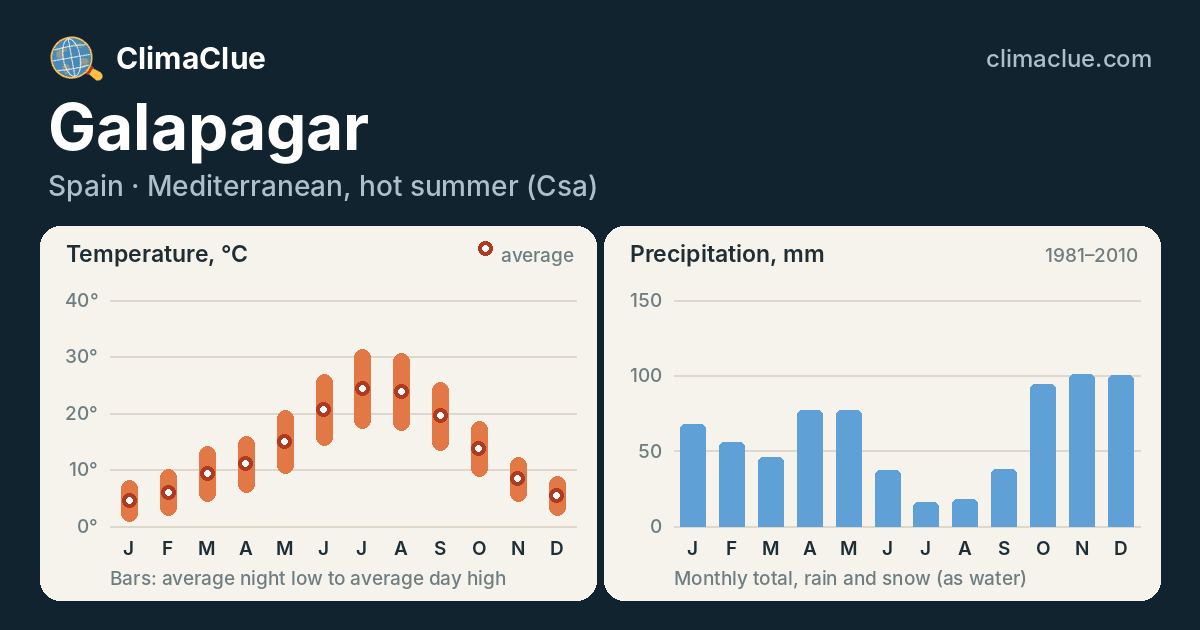 ClimaClue
climaclue.com
Galapagar
Spain · Mediterranean, hot summer (Csa)
Temperature, °C
average
40°
30°
20°
10°
0°
J F M A M J J A S O N D
Bars: average night low to average day high
Precipitation, mm
1981–2010
150
100
50
0
J F M A M J J A S O N D
Monthly total, rain and snow (as water)